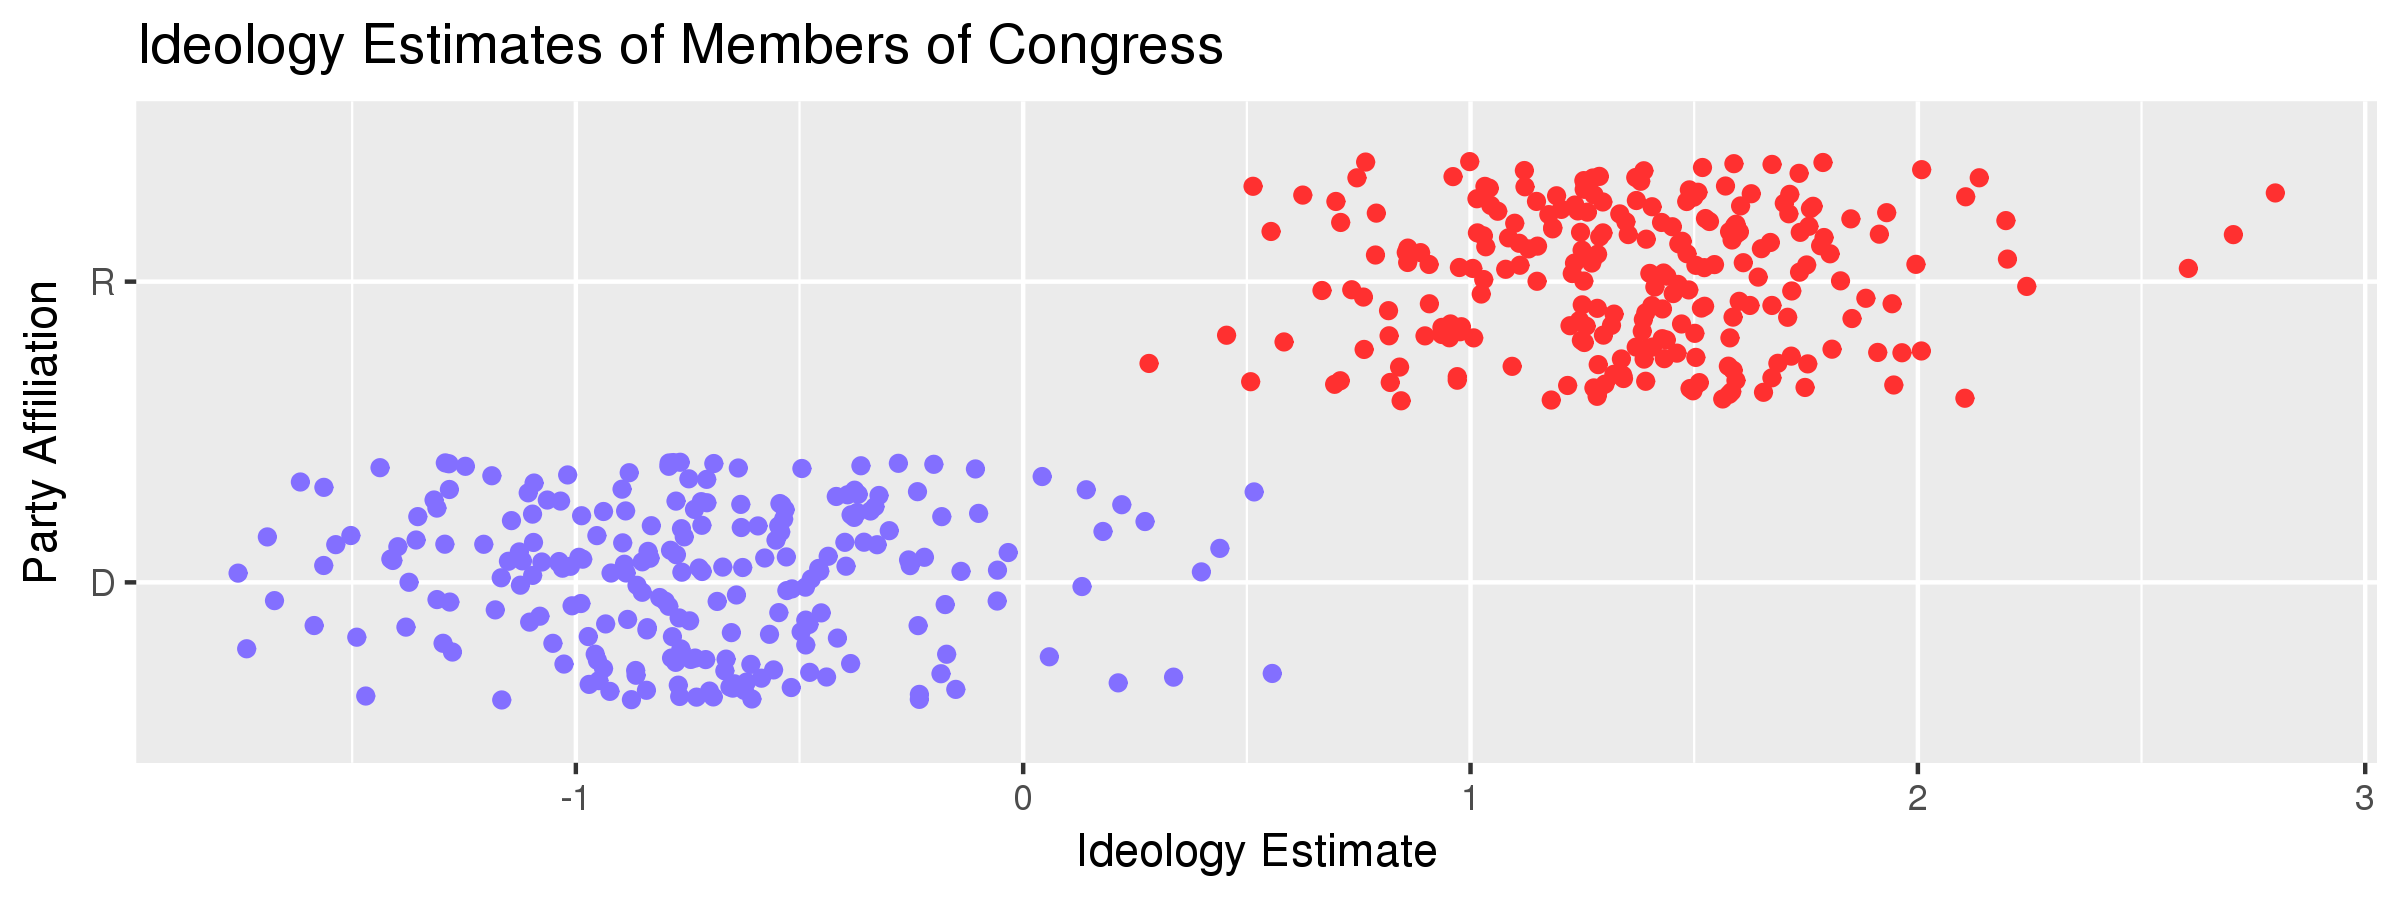 Ideology Estimates of Members of Congress
Party Affiliation
R
D
-1
0
1
2
3
Ideology Estimate